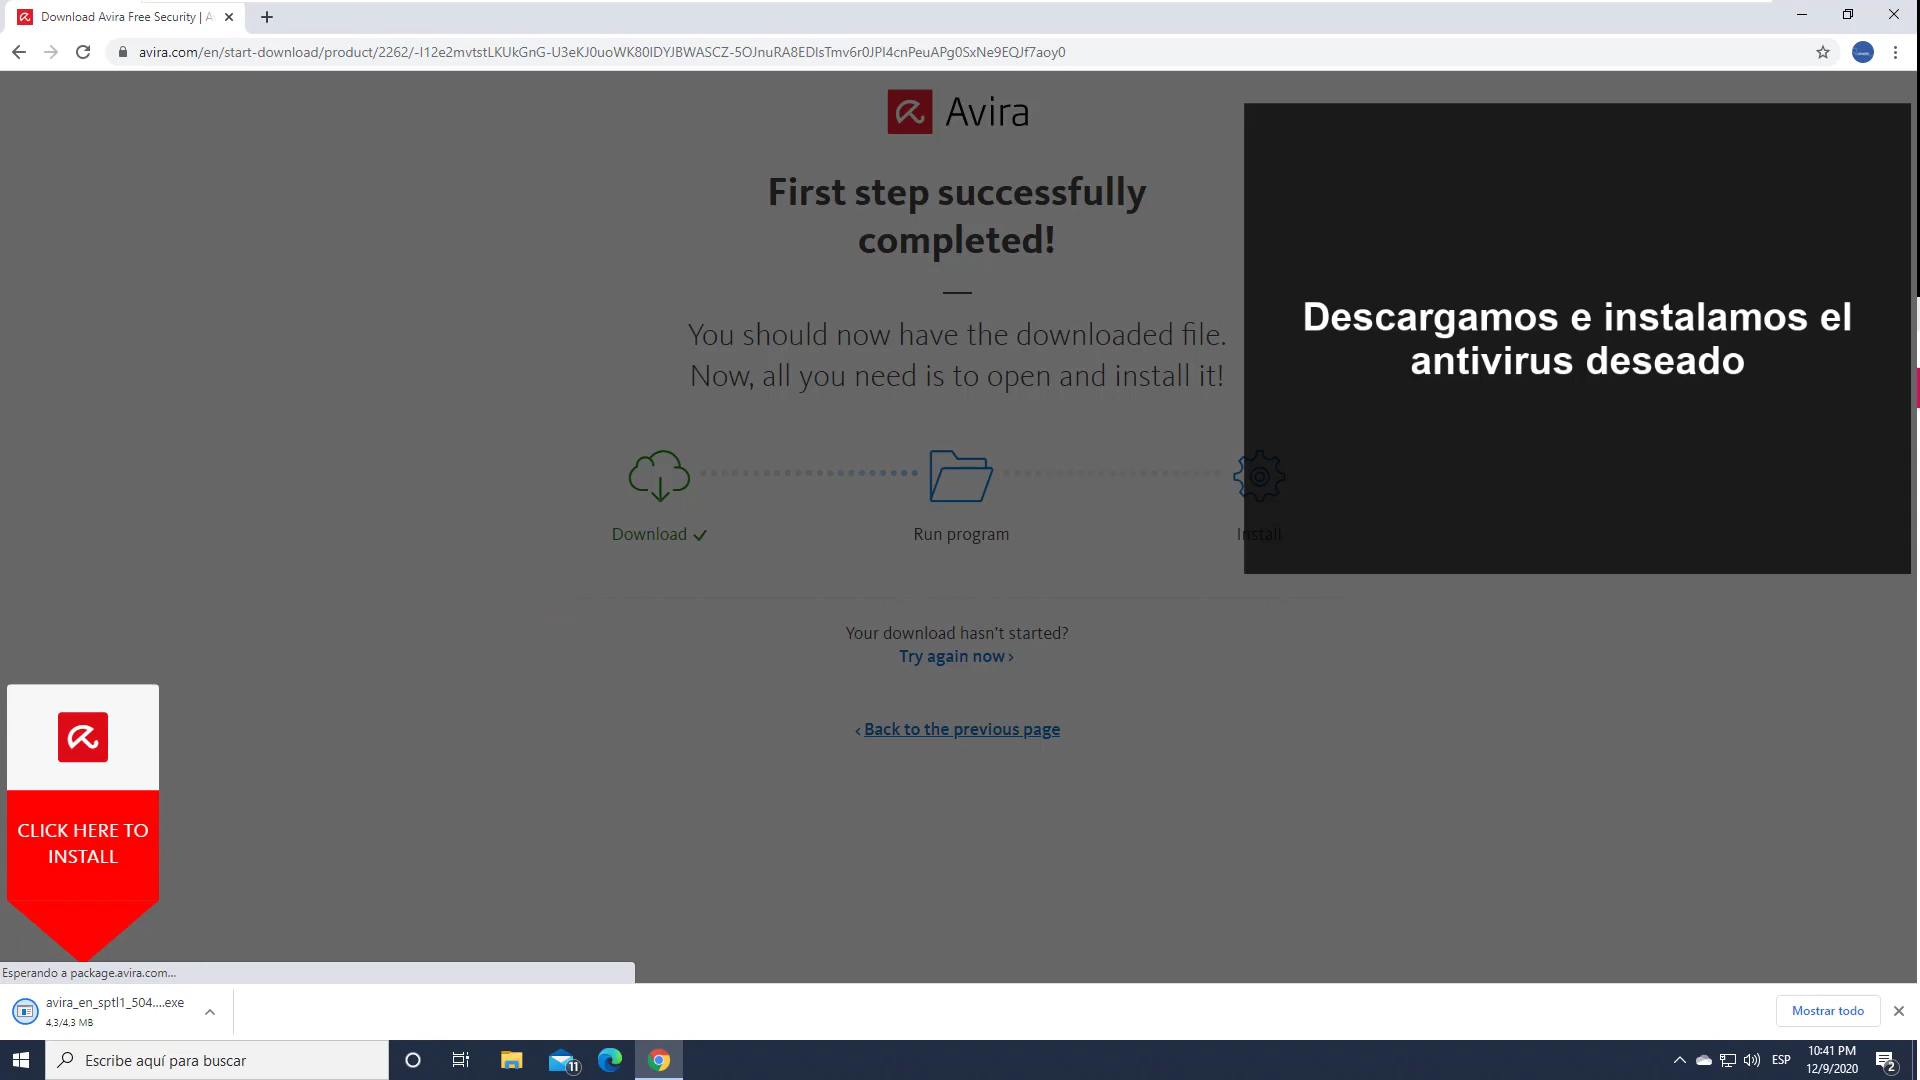 Download Avira Free Security | A
avira.com/en/start-download/product/2262/-I12e2mvtstLKUkGnG-U3eKJ0uoWK80IDYJBWASCZ-5OJnuRA8EDIsTmv6r0JPI4cnPeuAPg0SxNe9EQJf7aoy0
Avira
First step successfully
completed!
You should now have the downloaded file.
Now, all you need is to open and install it!
Descargamos e instalamos el
antivirus deseado
Download
Run program
Install
Your download hasn't started?
Try again now ›
‹ Back to the previous page
CLICK HERE TO
INSTALL
Esperando a package.avira.com...
avira_en_sptl1_504....exe
4,3/4,3 MB
Mostrar todo
Escribe aquí para buscar
11
ESP
10:41 PM
12/9/2020
2